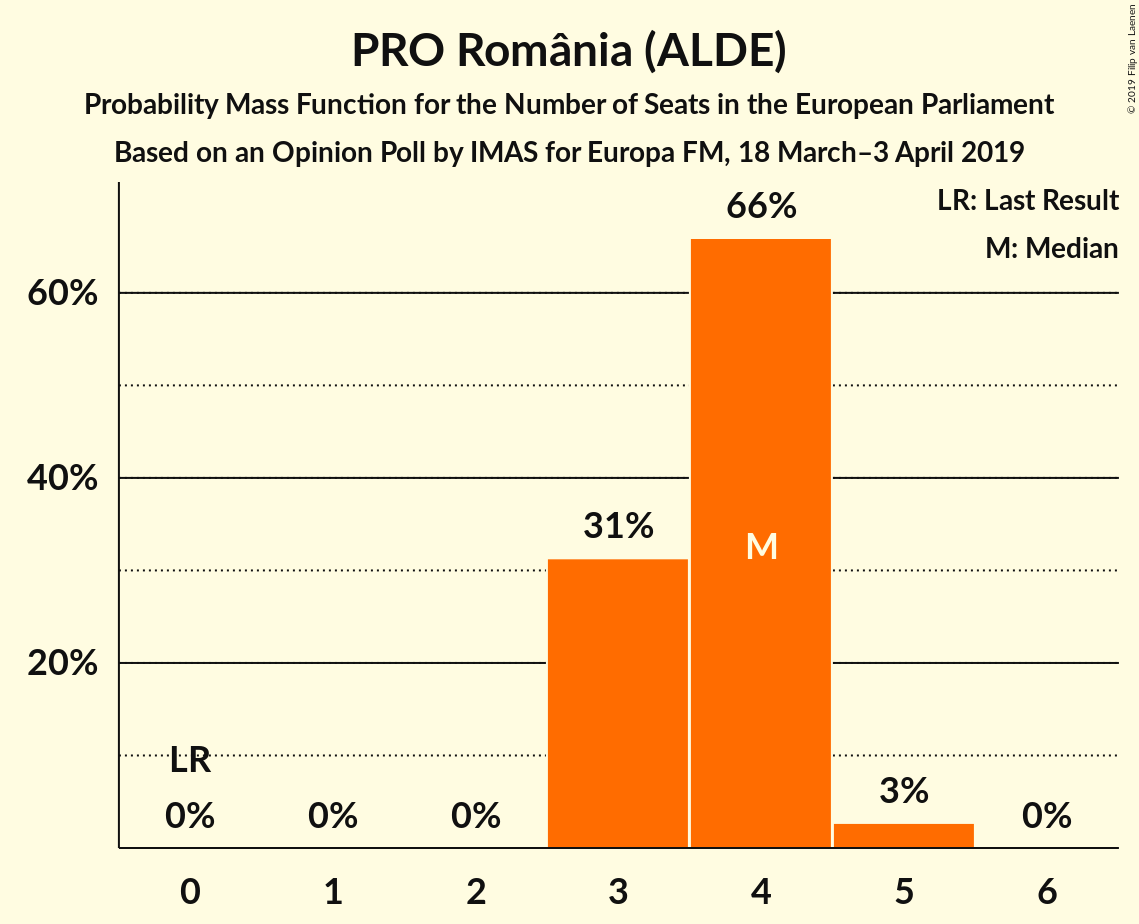 PRO România (ALDE)
Probability Mass Function for the Number of Seats in the European Parliament
Based on an Opinion Poll by IMAS for Europa FM, 18 March–3 April 2019
© 2019 Filip van Laenen
LR: Last Result
M: Median
66%
60%
40%
31%
M
20%
LR
0%
0%
0%
3%
0%
0
1
2
3
4
5
6